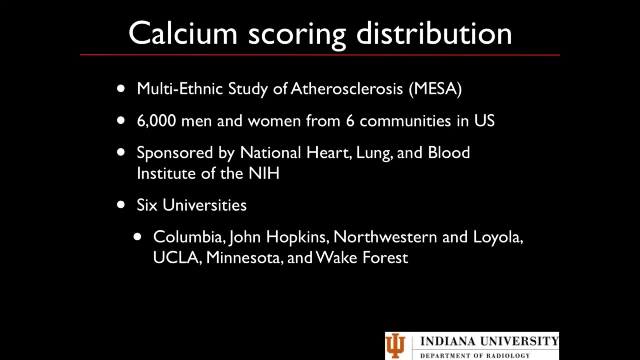 Calcium scoring distribution
• Multi-Ethnic Study of Atherosclerosis (MESA)
• 6,000 men and women from 6 communities in US
• Sponsored by National Heart, Lung, and Blood
Institute of the NIH
• Six Universities
• Columbia, John Hopkins, Northwestern and Loyola,
UCLA, Minnesota, and Wake Forest
INDIANA UNIVERSITY
DEPARTMENT OF RADIOLOGY